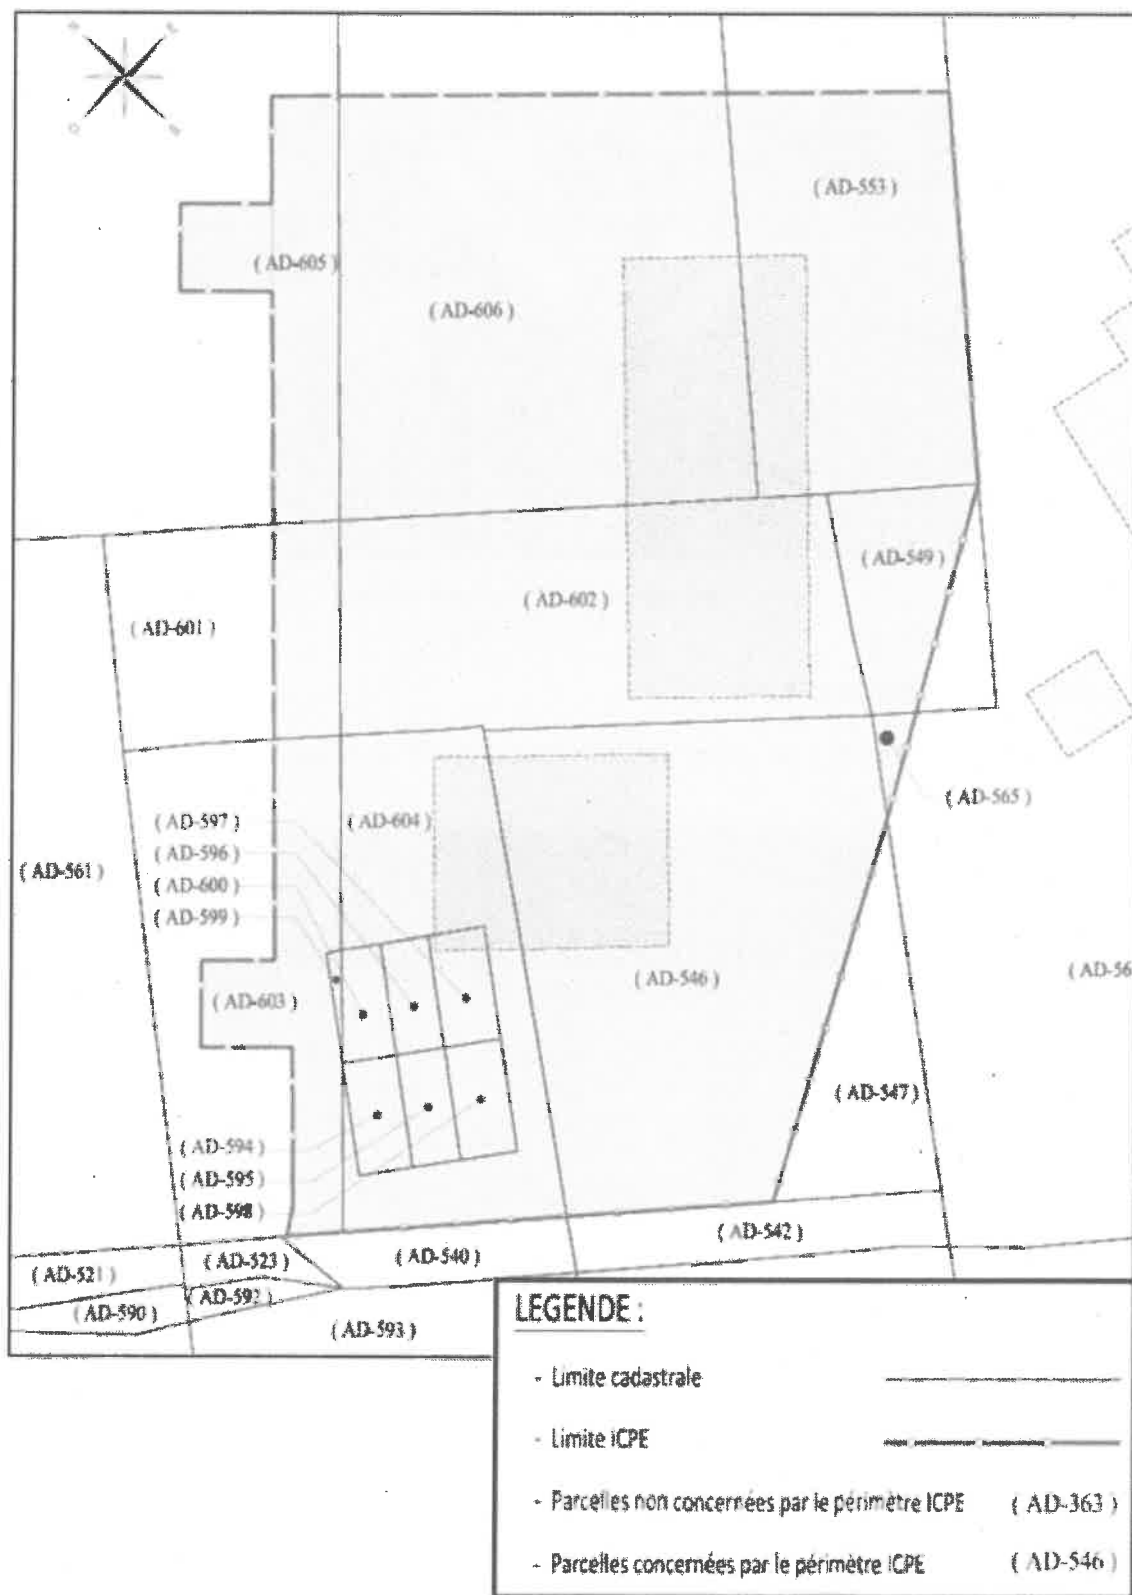 ( AD-553 )
( AD-605 )
( AD-606 )
( AD-549 )
( AD-602 )
( AD-601 )
( AD-565 )
( AD-597 )
( AD-604 )
( AD-596 )
( AD-561 )
( AD-600 )
( AD-599 )
( AD-56
( AD-546 )
( AD-603 )
( AD-547 )
( AD-594 )
( AD-595 )
( AD-598 )
( AD-542 )
( AD-540 )
( AD-523 )
( AD-521 )
( AD-592 )
( AD-590 )
( AD-593 )
LEGENDE :
- Limite cadastrale
- Limite ICPE
- Parcelles non concernées par le périmètre ICPE ( AD-363 )
- Parcelles concernées par le périmètre ICPE ( AD-546 )